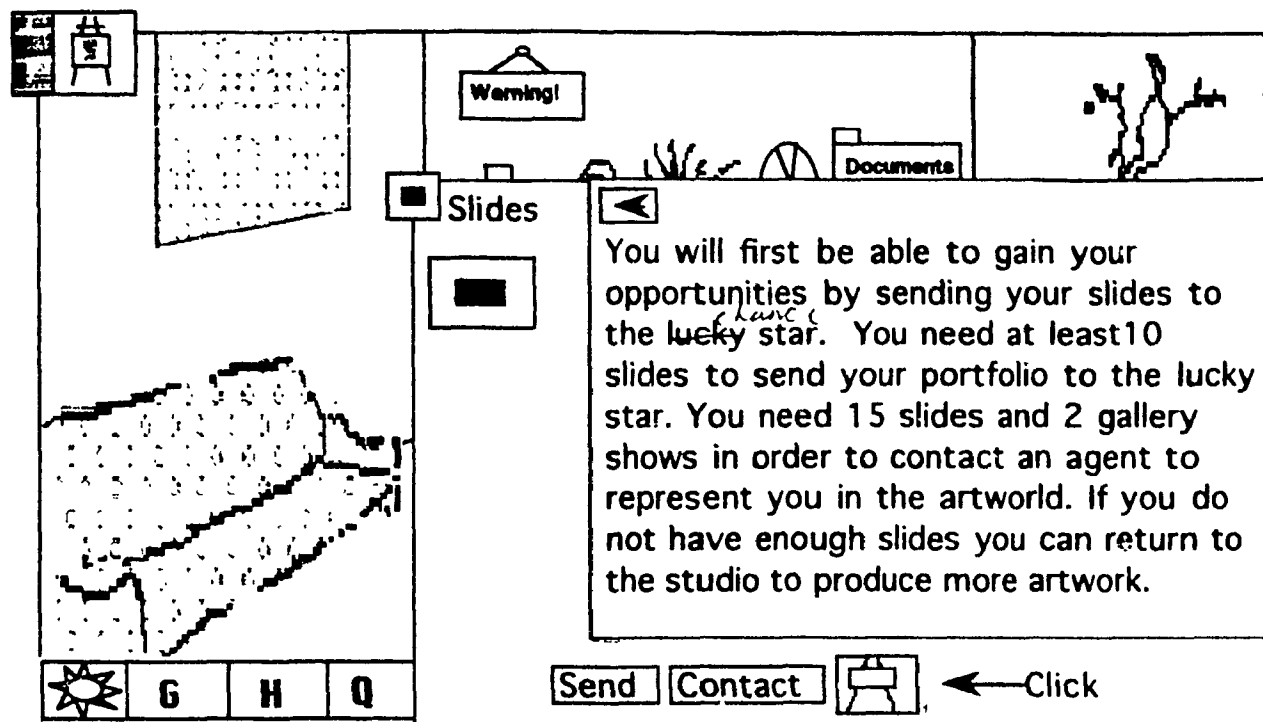 Warning!
Documents
Slides
You will first be able to gain your
opportunities by sending your slides to
chance
the lucky star. You need at least10
slides to send your portfolio to the lucky
star. You need 15 slides and 2 gallery
shows in order to contact an agent to
represent you in the artworld. If you do
not have enough slides you can return to
the studio to produce more artwork.
G H Q
Send Contact Click